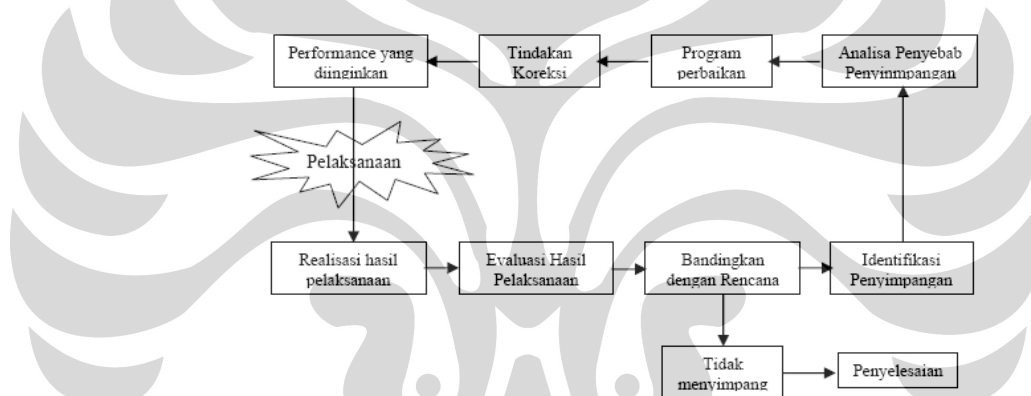 Performance yang
diinginkan
Tindakan
Koreksi
Program
perbaikan
Analisa Penyebab
Penyinmpangan
Pelaksanaan
Realisasi hasil
pelaksanaan
Evaluasi Hasil
Pelaksanaan
Bandingkan
dengan Rencana
Identifikasi
Penyimpangan
Tidak
menyimpang
Penyelesaian